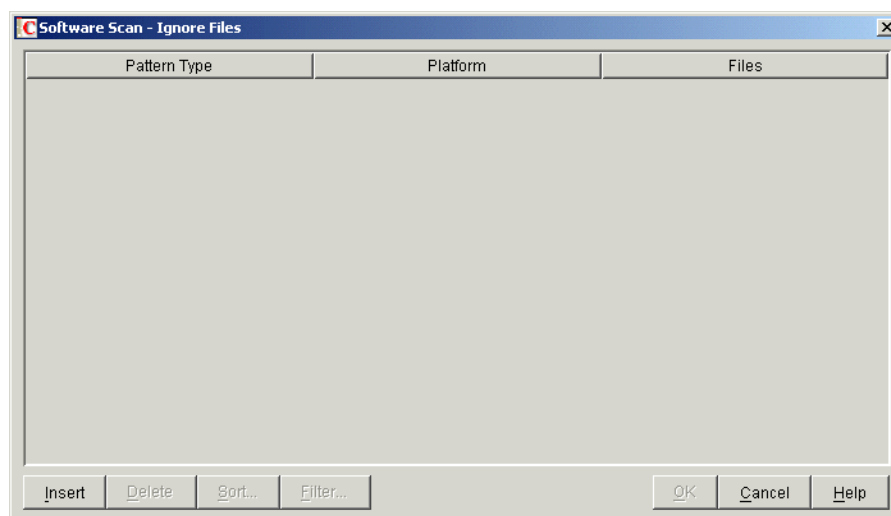 Software Scan - Ignore Files
Pattern Type Platform Files
Insert Delete Sort... Filter... OK Cancel Help